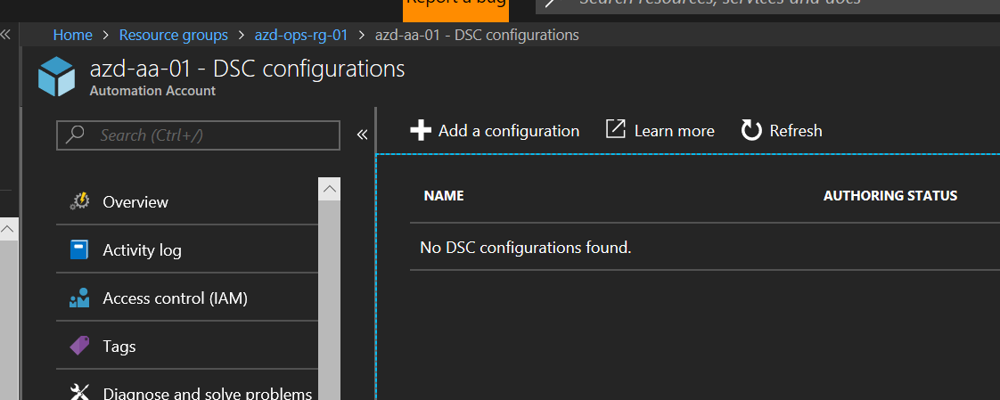 Report a bug
Search resources, services and docs
Home > Resource groups > azd-ops-rg-01 > azd-aa-01 - DSC configurations
azd-aa-01 - DSC configurations
Automation Account
Search (Ctrl+/)
Add a configuration
Learn more
Refresh
NAME
AUTHORING STATUS
No DSC configurations found.
Overview
Activity log
Access control (IAM)
Tags
Diagnose and solve problems